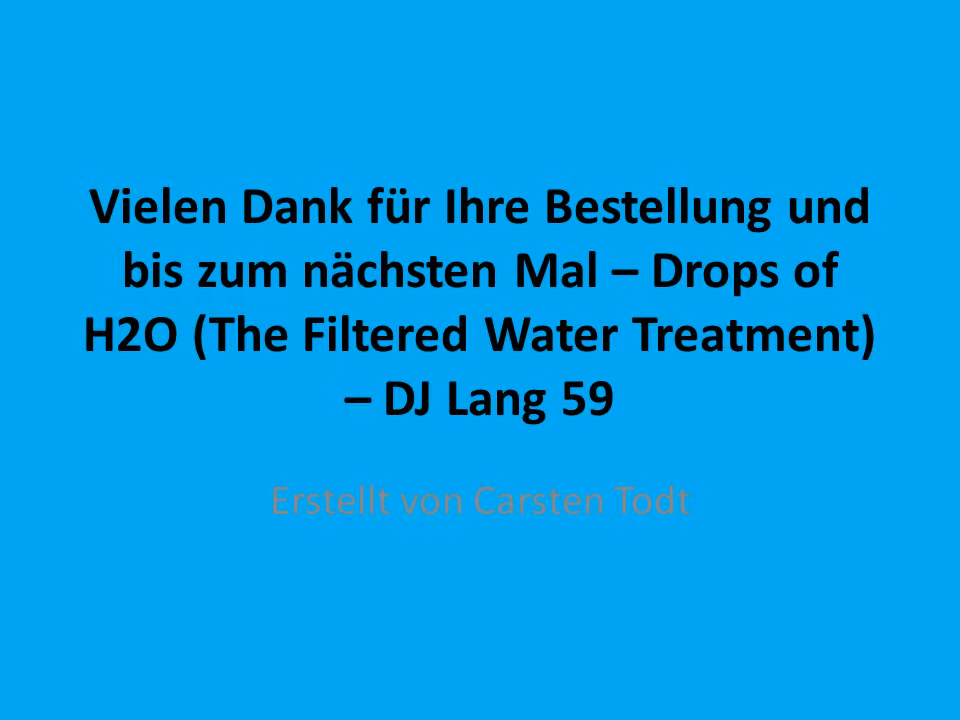 Vielen Dank für Ihre Bestellung und
bis zum nächsten Mal – Drops of
H2O (The Filtered Water Treatment)
– DJ Lang 59
Erstellt von Carsten Todt